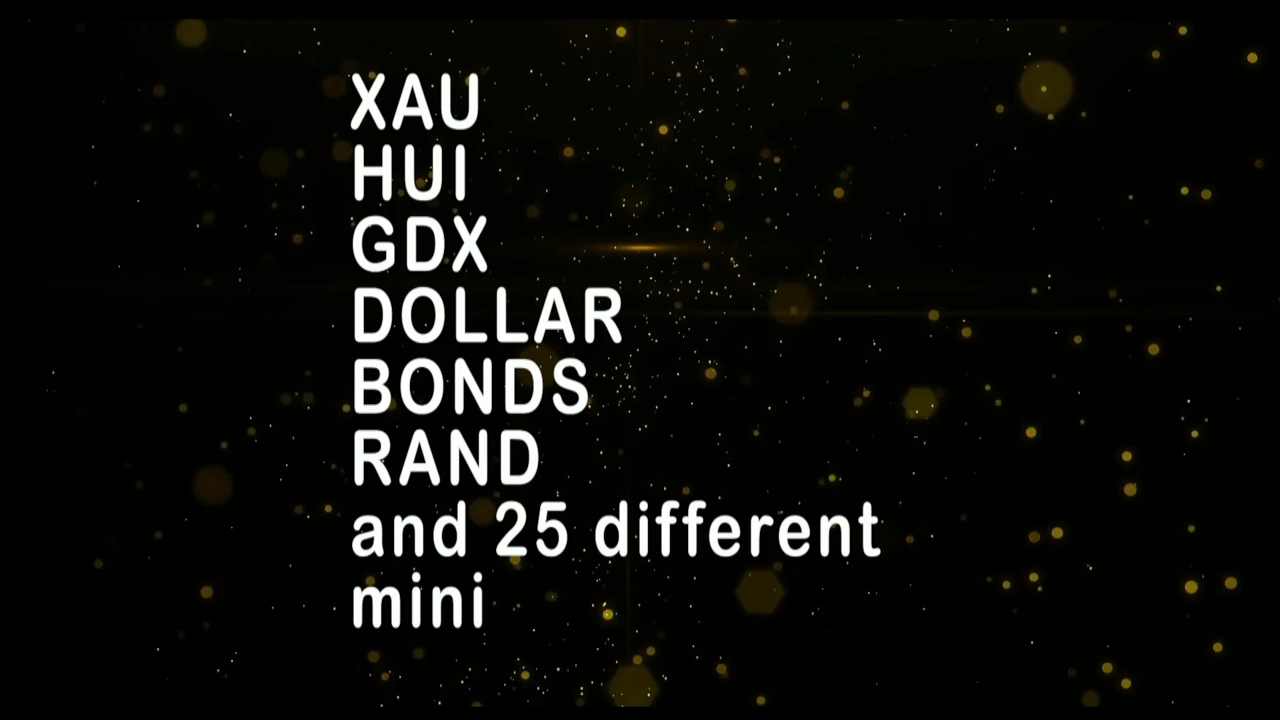 XAU
HUI
GDX
DOLLAR
BONDS
RAND
and 25 different
mini